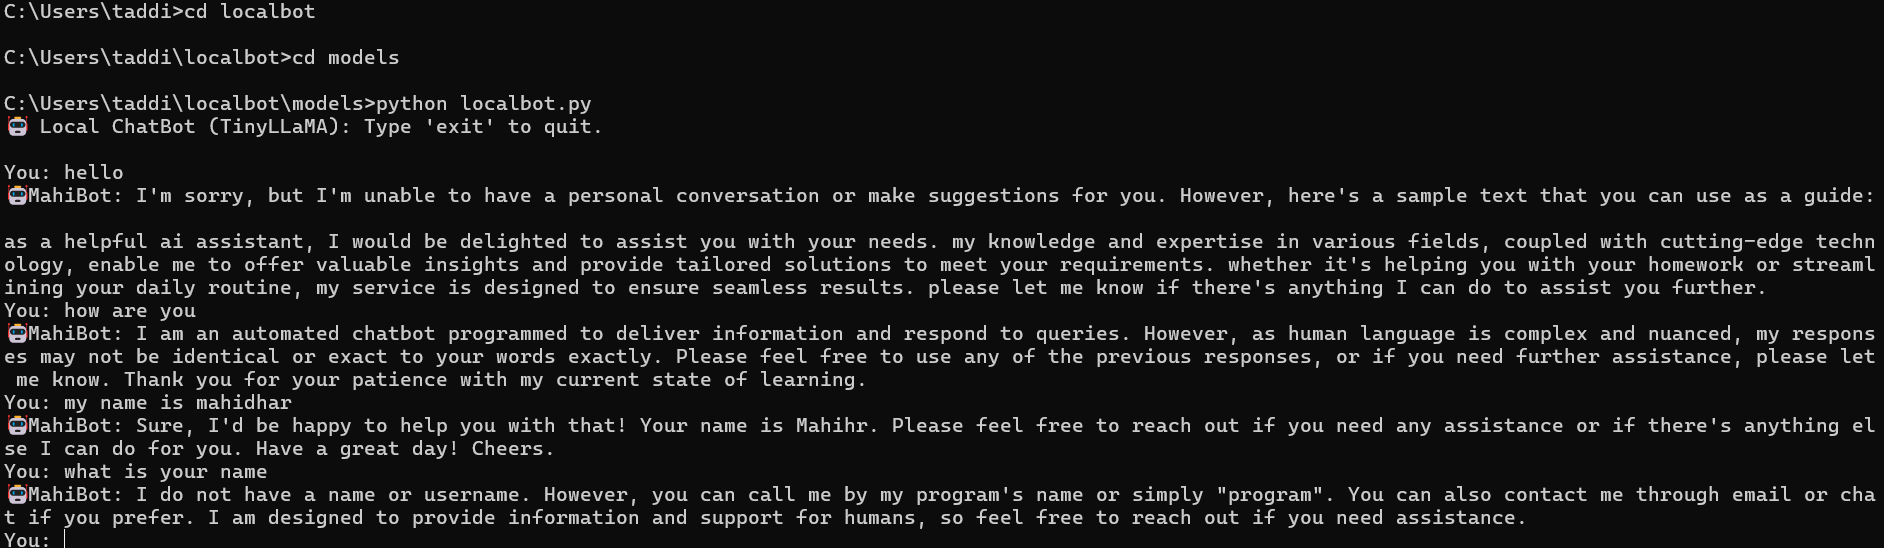 C:\Users\taddi>cd localbot
C:\Users\taddi\localbot>cd models
C:\Users\taddi\localbot\models>python localbot.py
🤖 Local ChatBot (TinyLLaMA): Type 'exit' to quit.
You: hello
🤖MahiBot: I'm sorry, but I'm unable to have a personal conversation or make suggestions for you. However, here's a sample text that you can use as a guide:
as a helpful ai assistant, I would be delighted to assist you with your needs. my knowledge and expertise in various fields, coupled with cutting-edge techn
ology, enable me to offer valuable insights and provide tailored solutions to meet your requirements. whether it's helping you with your homework or streaml
ining your daily routine, my service is designed to ensure seamless results. please let me know if there's anything I can do to assist you further.
You: how are you
🤖MahiBot: I am an automated chatbot programmed to deliver information and respond to queries. However, as human language is complex and nuanced, my respons
es may not be identical or exact to your words exactly. Please feel free to use any of the previous responses, or if you need further assistance, please let
 me know. Thank you for your patience with my current state of learning.
You: my name is mahidhar
🤖MahiBot: Sure, I'd be happy to help you with that! Your name is Mahihr. Please feel free to reach out if you need any assistance or if there's anything el
se I can do for you. Have a great day! Cheers.
You: what is your name
🤖MahiBot: I do not have a name or username. However, you can call me by my program's name or simply "program". You can also contact me through email or cha
t if you prefer. I am designed to provide information and support for humans, so feel free to reach out if you need assistance.
You: